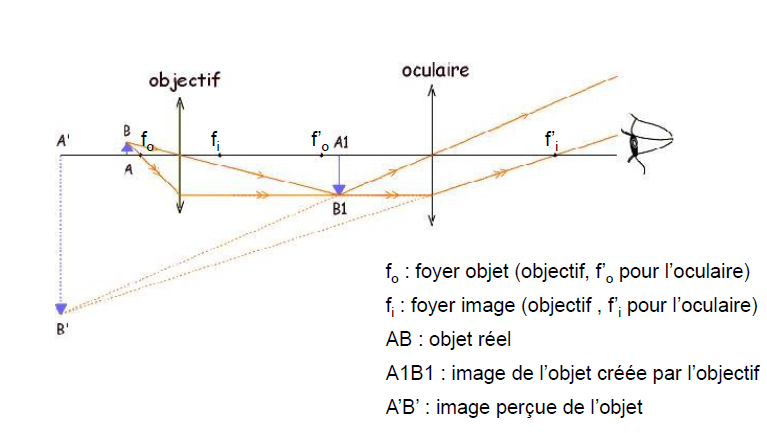 objectif
oculaire
A' B fo fi f'o A1 f'i
A
B1
B'
fo : foyer objet (objectif, f'o pour l'oculaire)
fi : foyer image (objectif , f'i pour l'oculaire)
AB : objet réel
A1B1 : image de l'objet créée par l'objectif
A'B' : image perçue de l'objet